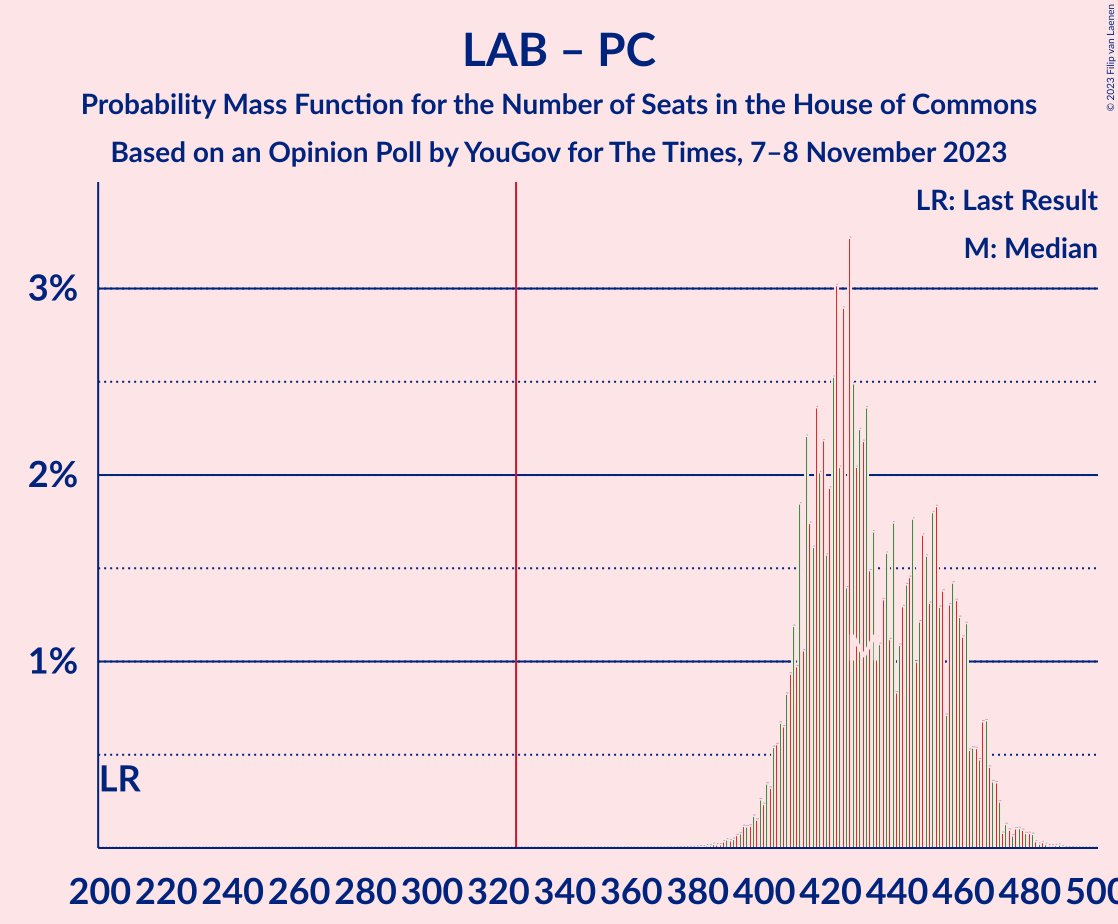 LAB – PC
Probability Mass Function for the Number of Seats in the House of Commons
Based on an Opinion Poll by YouGov for The Times, 7–8 November 2023
© 2023 Filip van Laenen
LR: Last Result
M: Median
3%
2%
1%
LR
M
200 220 240 260 280 300 320 340 360 380 400 420 440 460 480 500